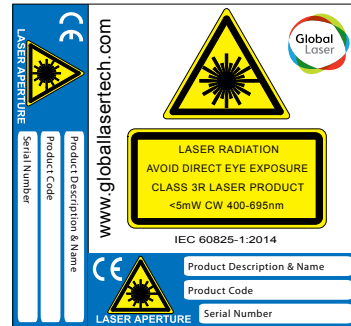 LASER APERTURE
CE
Serial Number
Product Code
Product Description & Name
www.globallasertech.com
Global
Laser
LASER RADIATION
AVOID DIRECT EYE EXPOSURE
CLASS 3R LASER PRODUCT
<5mW CW 400-695nm
IEC 60825-1:2014
CE
LASER APERTURE
Product Description & Name
Product Code
Serial Number